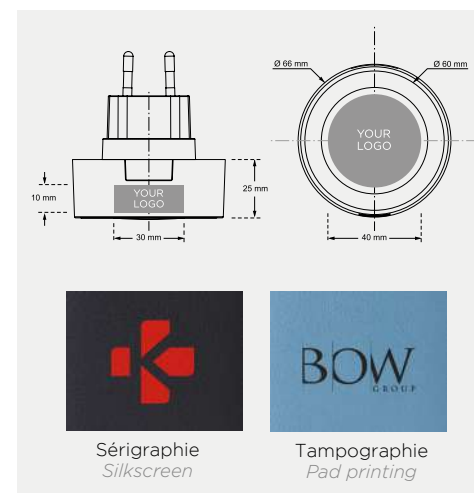 Ø 66 mm
Ø 60 mm
YOUR
LOGO
YOUR
LOGO
10 mm
25 mm
30 mm
40 mm
BOW
GROUP
Sérigraphie
Silkscreen
Tampographie
Pad printing